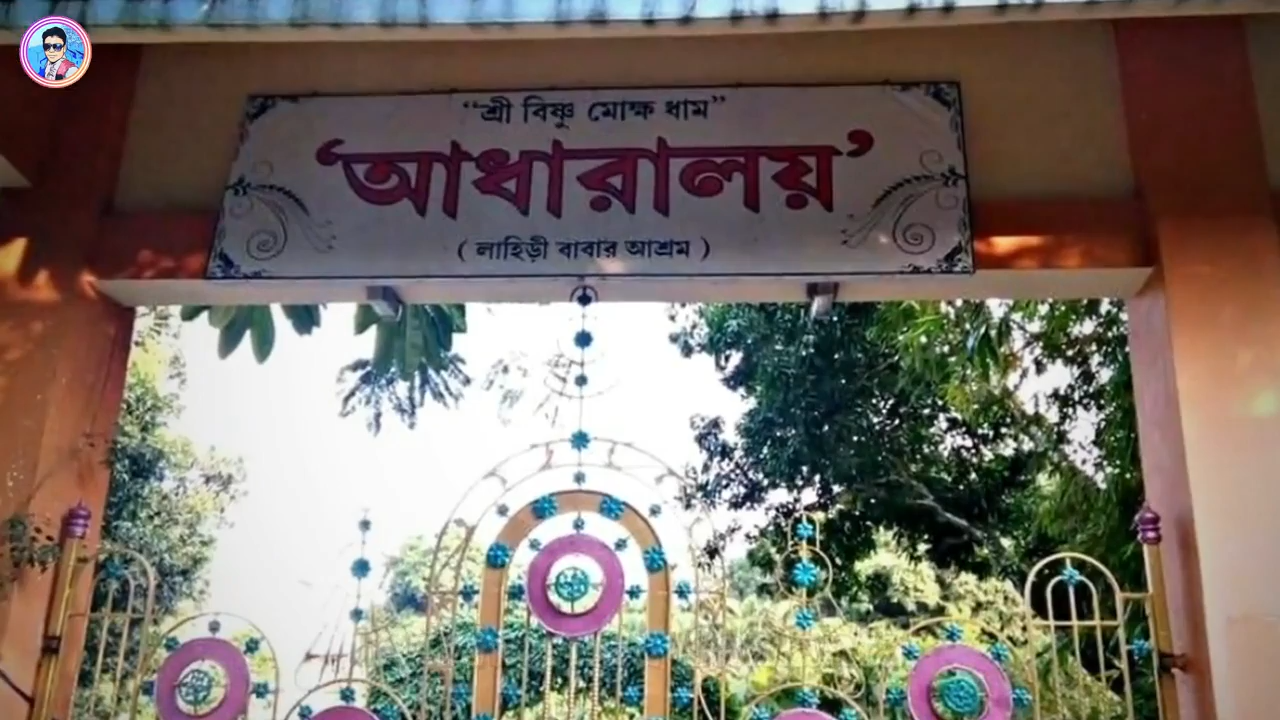 “শ্রী বিষ্ণু মোক্ষ ধাম”
‘আধারালয়’
( লাহিড়ী বাবার আশ্রম )